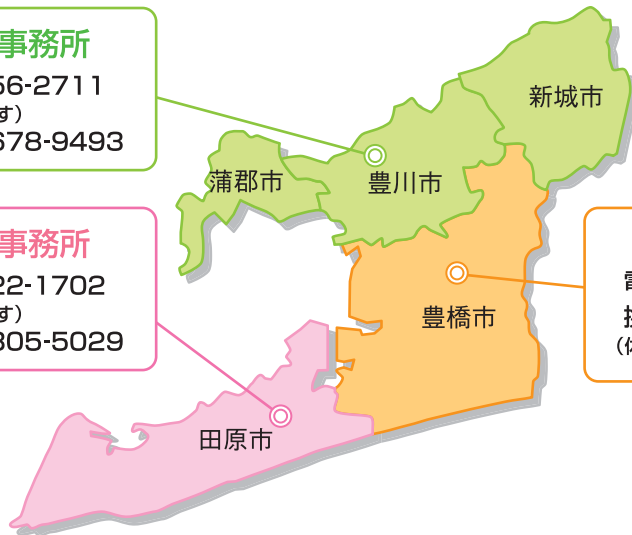 事務所
56-2711
す）
678-9493
新城市
蒲郡市
豊川市
事務所
22-1702
す）
805-5029
豊橋市
田原市